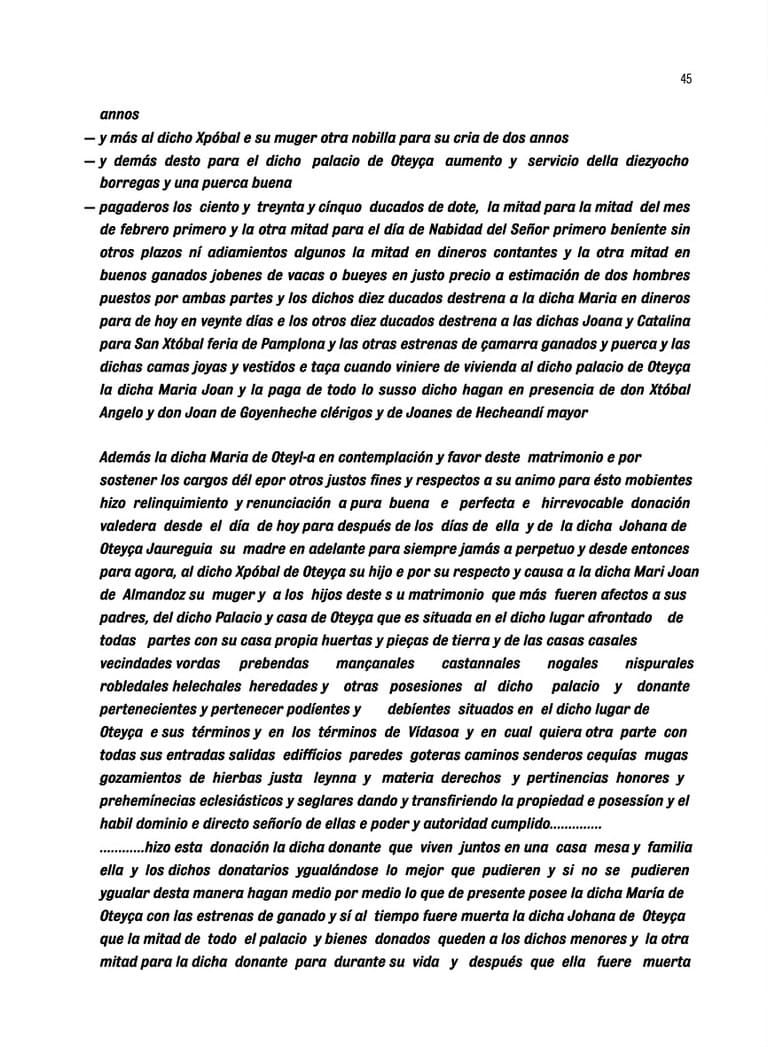 45
annos
— y más al dicho Xpóbal e su muger otra nobilla para su cria de dos annos
— y demás desto para el dicho palacio de Oteyça aumento y servicio della diezyocho
borregas y una puerca buena
— pagaderos los ciento y treynta y cínquo ducados de dote, la mitad para la mitad del mes
de febrero primero y la otra mitad para el día de Nabidad del Señor primero beníente sin
otros plazos ní adiamientos algunos la mitad en dineros contantes y la otra mitad en
buenos ganados jobenes de vacas o bueyes en justo precio a estimación de dos hombres
puestos por ambas partes y los dichos diez ducados destrena a la dicha Maria en dineros
para de hoy en veynte días e los otros diez ducados destrena a las dichas Joana y Catalina
para San Xtóbal feria de Pamplona y las otras estrenas de çamarra ganados y puerca y las
dichas camas joyas y vestidos e taça cuando viniere de vivienda al dicho palacio de Oteyça
la dicha Maria Joan y la paga de todo lo susso dicho hagan en presencia de don Xtóbal
Angelo y don Joan de Goyenheche clérigos y de Joanes de Hecheandí mayor
Además la dicha Maria de Oteyl-a en contemplación y favor deste matrimonio e por
sostener los cargos dél epor otros justos fines y respectos a su animo para ésto mobientes
hizo relinquimiento y renunciación a pura buena e perfecta e hirrevocable donación
valedera desde el día de hoy para después de los días de ella y de la dicha Johana de
Oteyça Jaureguia su madre en adelante para siempre jamás a perpetuo y desde entonces
para agora, al dicho Xpóbal de Oteyça su hijo e por su respecto y causa a la dicha Mari Joan
de Almandoz su muger y a los hijos deste s u matrimonio que más fueren afectos a sus
padres, del dicho Palacio y casa de Oteyça que es situada en el dicho lugar afrontado de
todas partes con su casa propia huertas y pieças de tierra y de las casas casales
vecindades vordas prebendas mançanales castannales nogales nispurales
robledales helechales heredades y otras posesiones al dicho palacio y donante
pertenecientes y pertenecer podíentes y debíentes situados en el dicho lugar de
Oteyça e sus términos y en los términos de Vídasoa y en cual quiera otra parte con
todas sus entradas salidas edifficios paredes goteras caminos senderos cequías mugas
gozamientos de hierbas justa leynna y materia derechos y pertinencias honores y
prehemínecias eclesiásticos y seglares dando y transfiriendo la propiedad e posessíon y el
habil dominio e directo señorío de ellas e poder y autoridad cumplido..............
............hizo esta donación la dicha donante que viven juntos en una casa mesa y familia
ella y los dichos donatarios ygualándose lo mejor que pudieren y si no se pudieren
ygualar desta manera hagan medio por medio lo que de presente posee la dicha María de
Oteyça con las estrenas de ganado y sí al tiempo fuere muerta la dicha Johana de Oteyça
que la mitad de todo el palacio y bienes donados queden a los dichos menores y la otra
mitad para la dicha donante para durante su vida y después que ella fuere muerta